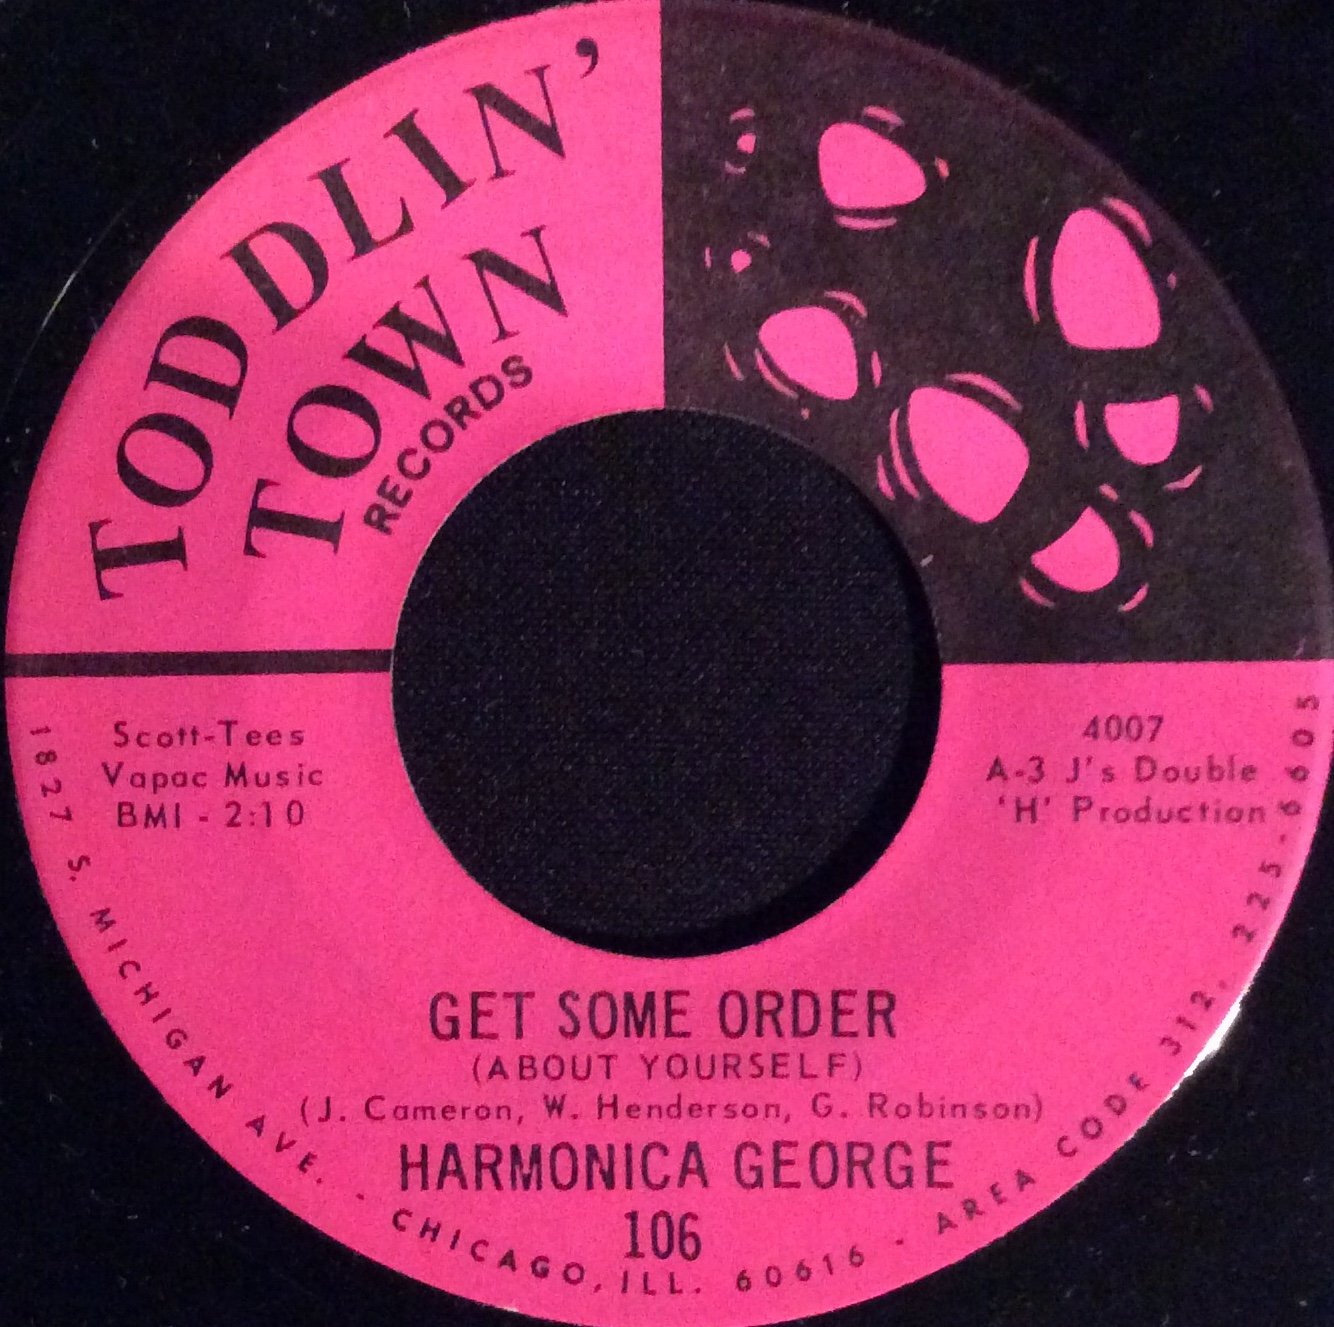 TODDLIN'
TOWN
RECORDS
Scott-Tees
Vapac Music
BMI - 2:10
4007
A-3 J's Double
'H' Production
GET SOME ORDER
(ABOUT YOURSELF)
(J. Cameron, W. Henderson, G. Robinson)
HARMONICA GEORGE
106
1827 S. MICHIGAN AVE. - CHICAGO, ILL. 60616 - AREA CODE 312, 225-6605